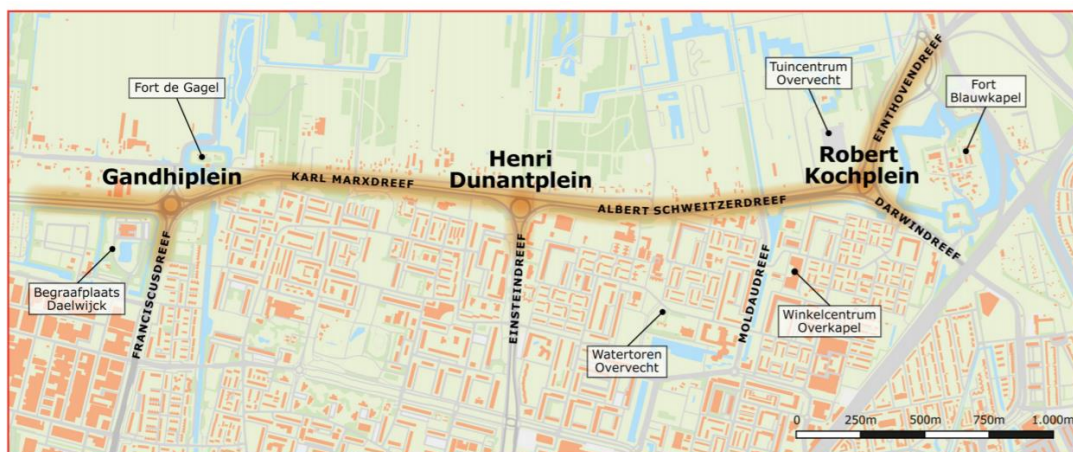 Fort de Gagel
Tuincentrum
Overvecht
Fort
Blauwkapel
EINTHOVENDREEF
Gandhiplein
KARL MARXDREEF
Henri
Dunantplein
Robert
Kochplein
ALBERT SCHWEITZERDREEF
DARWINDREEF
FRANCISCUSDREEF
EINSTEINDREEF
MOLDAUDREEF
Begraafplaats
Daelwijck
Winkelcentrum
Overkapel
Watertoren
Overvecht
0 250m 500m 750m 1.000m